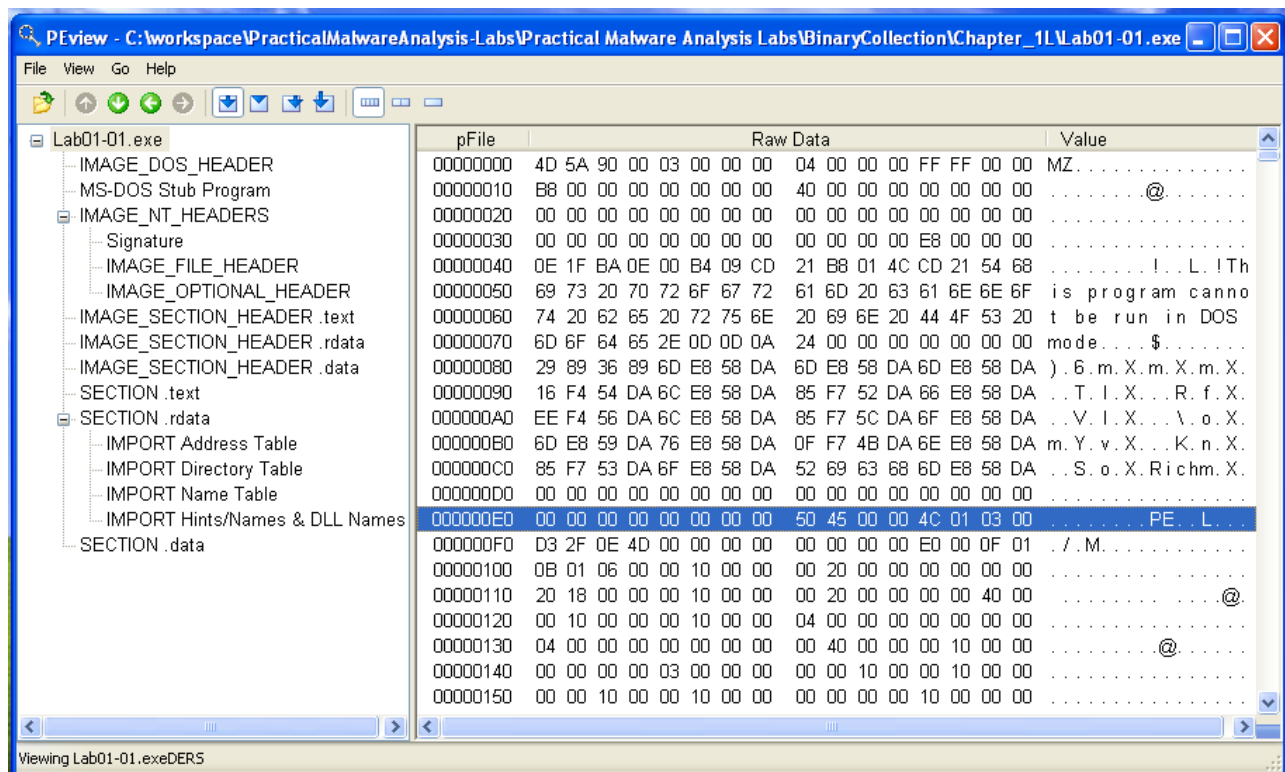 PEview - C:\workspace\PracticalMalwareAnalysis-Labs\Practical Malware Analysis Labs\BinaryCollection\Chapter_1L\Lab01-01.exe
File View Go Help
Lab01-01.exe
IMAGE_DOS_HEADER
MS-DOS Stub Program
IMAGE_NT_HEADERS
Signature
IMAGE_FILE_HEADER
IMAGE_OPTIONAL_HEADER
IMAGE_SECTION_HEADER .text
IMAGE_SECTION_HEADER .rdata
IMAGE_SECTION_HEADER .data
SECTION .text
SECTION .rdata
IMPORT Address Table
IMPORT Directory Table
IMPORT Name Table
IMPORT Hints/Names & DLL Names
SECTION .data
pFile Raw Data Value
00000000 4D 5A 90 00 03 00 00 00 04 00 00 00 FF FF 00 00 MZ..............
00000010 B8 00 00 00 00 00 00 00 40 00 00 00 00 00 00 00 ........@.......
00000020 00 00 00 00 00 00 00 00 00 00 00 00 00 00 00 00 ................
00000030 00 00 00 00 00 00 00 00 00 00 00 00 E8 00 00 00 ................
00000040 0E 1F BA 0E 00 B4 09 CD 21 B8 01 4C CD 21 54 68 ........!..L.!Th
00000050 69 73 20 70 72 6F 67 72 61 6D 20 63 61 6E 6E 6F is program canno
00000060 74 20 62 65 20 72 75 6E 20 69 6E 20 44 4F 53 20 t be run in DOS
00000070 6D 6F 64 65 2E 0D 0D 0A 24 00 00 00 00 00 00 00 mode....$.......
00000080 29 89 36 89 6D E8 58 DA 6D E8 58 DA 6D E8 58 DA ).6.m.X.m.X.m.X.
00000090 16 F4 54 DA 6C E8 58 DA 85 F7 52 DA 66 E8 58 DA ..T.l.X...R.f.X.
000000A0 EE F4 56 DA 6C E8 58 DA 85 F7 5C DA 6F E8 58 DA ..V.l.X...\.o.X.
000000B0 6D E8 59 DA 76 E8 58 DA 0F F7 4B DA 6E E8 58 DA m.Y.v.X...K.n.X.
000000C0 85 F7 53 DA 6F E8 58 DA 52 69 63 68 6D E8 58 DA ..S.o.X.Richm.X.
000000D0 00 00 00 00 00 00 00 00 00 00 00 00 00 00 00 00 ................
000000E0 00 00 00 00 00 00 00 00 50 45 00 00 4C 01 03 00 ........PE..L...
000000F0 D3 2F 0E 4D 00 00 00 00 00 00 00 00 E0 00 0F 01 ./.M............
00000100 0B 01 06 00 00 10 00 00 00 20 00 00 00 00 00 00 ......... ......
00000110 20 18 00 00 00 10 00 00 00 20 00 00 00 00 40 00 ........ ....@.
00000120 00 10 00 00 00 10 00 00 04 00 00 00 00 00 00 00 ................
00000130 04 00 00 00 00 00 00 00 00 40 00 00 00 10 00 00 .........@......
00000140 00 00 00 00 03 00 00 00 00 00 10 00 00 10 00 00 ................
00000150 00 00 10 00 00 10 00 00 00 00 00 00 10 00 00 00 ................
Viewing Lab01-01.exeDERS